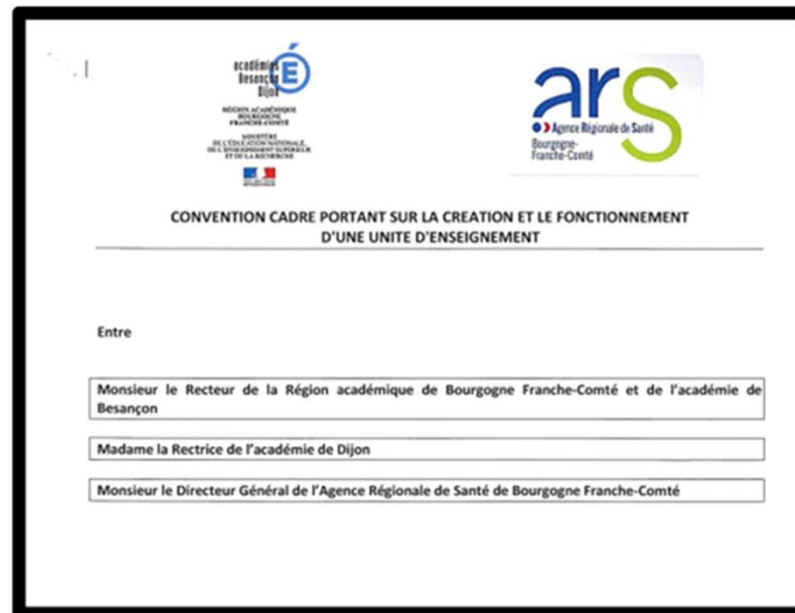 académies
Besançon
Dijon
É
RÉGION ACADÉMIQUE
BOURGOGNE
FRANCHE-COMTÉ
MINISTÈRE
DE L'ÉDUCATION NATIONALE,
DE L'ENSEIGNEMENT SUPÉRIEUR
ET DE LA RECHERCHE
ars
Agence Régionale de Santé
Bourgogne-
Franche-Comté
CONVENTION CADRE PORTANT SUR LA CREATION ET LE FONCTIONNEMENT
D'UNE UNITE D'ENSEIGNEMENT
Entre
Monsieur le Recteur de la Région académique de Bourgogne Franche-Comté et de l'académie de
Besançon
Madame la Rectrice de l'académie de Dijon
Monsieur le Directeur Général de l'Agence Régionale de Santé de Bourgogne Franche-Comté